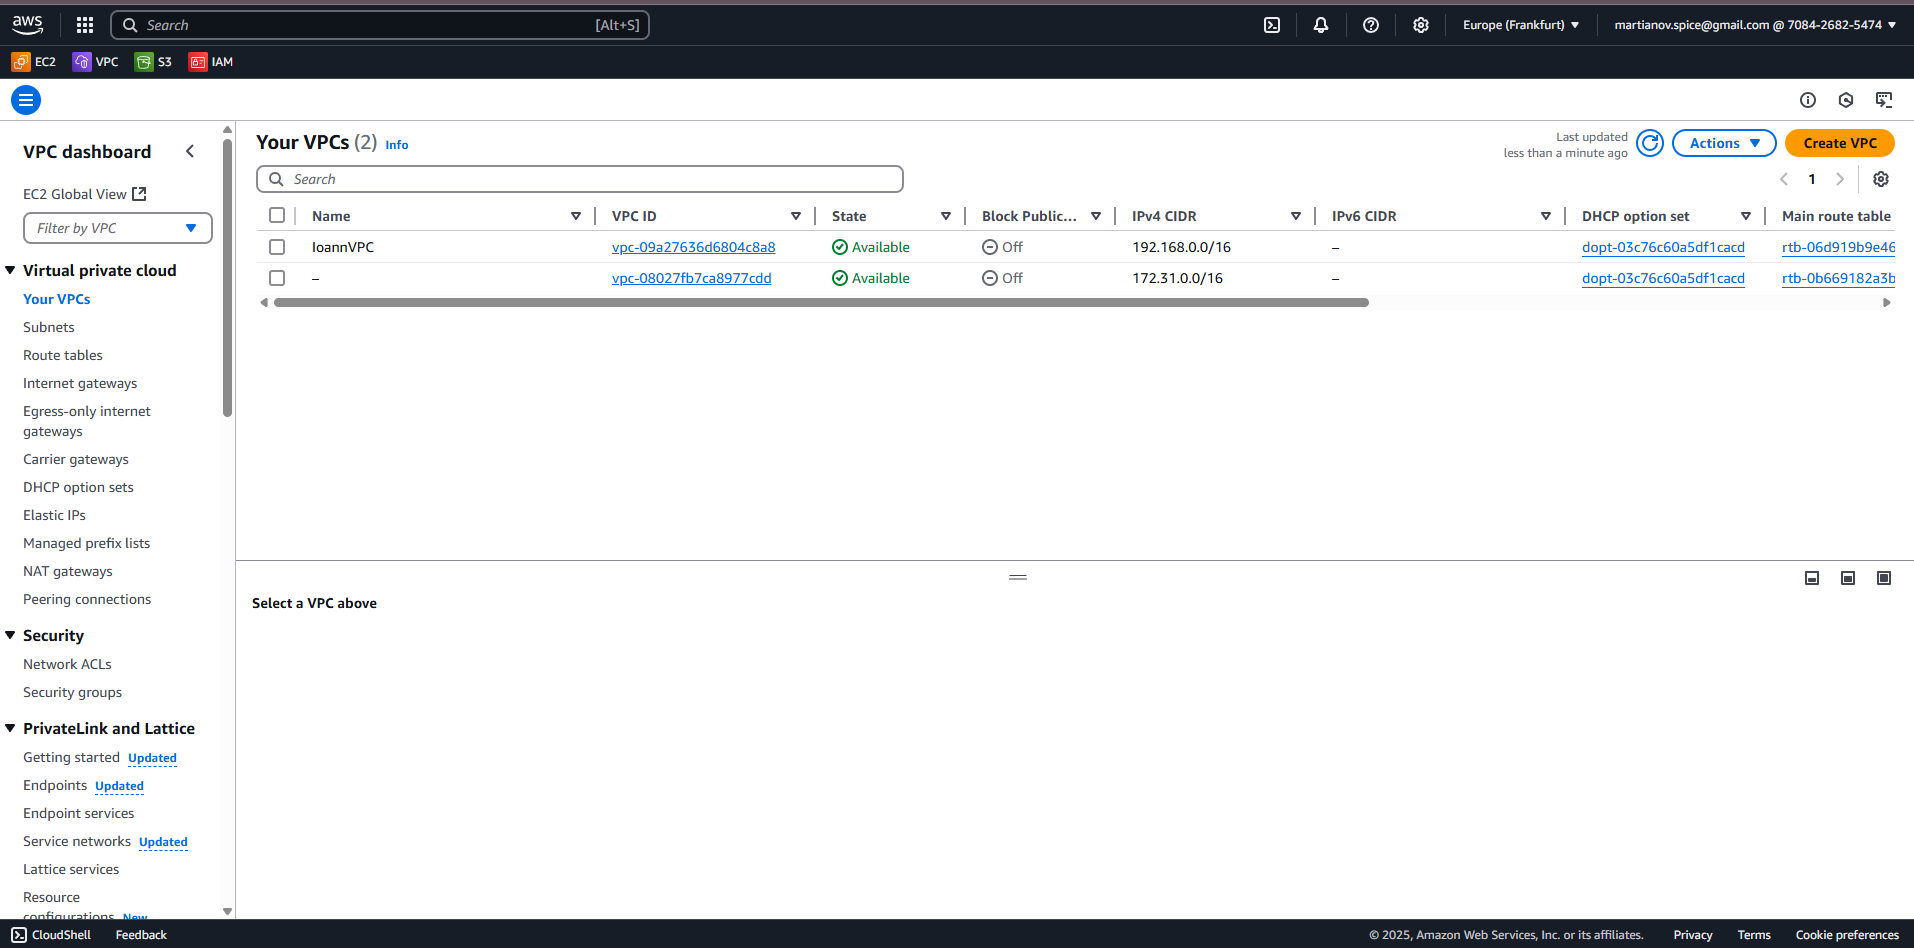 aws
Search [Alt+S]
Europe (Frankfurt)
martianov.spice@gmail.com @ 7084-2682-5474
EC2 VPC S3 IAM
VPC dashboard
EC2 Global View
Filter by VPC
Virtual private cloud
Your VPCs
Subnets
Route tables
Internet gateways
Egress-only internet
gateways
Carrier gateways
DHCP option sets
Elastic IPs
Managed prefix lists
NAT gateways
Peering connections
Security
Network ACLs
Security groups
PrivateLink and Lattice
Getting started Updated
Endpoints Updated
Endpoint services
Service networks Updated
Lattice services
Resource
configurations New
Your VPCs (2) Info
Last updated
less than a minute ago
Actions
Create VPC
Search
1
Name VPC ID State Block Public... IPv4 CIDR IPv6 CIDR DHCP option set Main route table
IoannVPC vpc-09a27636d6804c8a8 Available Off 192.168.0.0/16 – dopt-03c76c60a5df1cacd rtb-06d919b9e46
– vpc-08027fb7ca8977cdd Available Off 172.31.0.0/16 – dopt-03c76c60a5df1cacd rtb-0b669182a3b
Select a VPC above
CloudShell Feedback
© 2025, Amazon Web Services, Inc. or its affiliates. Privacy Terms Cookie preferences